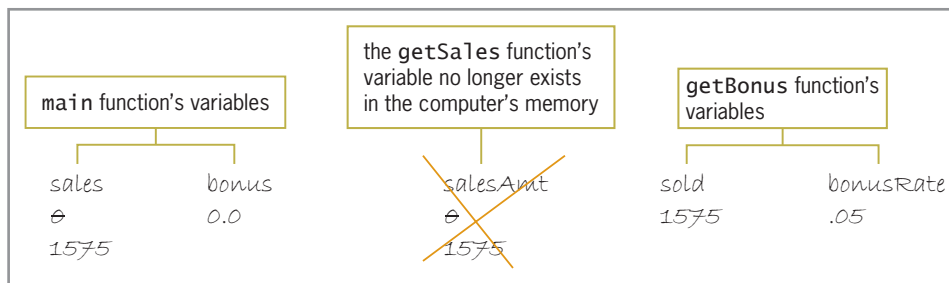 main function's variables
the getSales function's
variable no longer exists
in the computer's memory
getBonus function's
variables
sales bonus salesAmt sold bonusRate
0 0.0 0 1575 .05
1575 1575